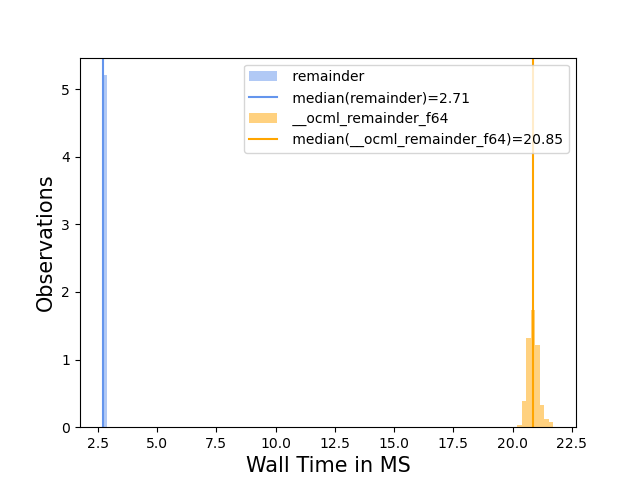 remainder
median(remainder)=2.71
__ocml_remainder_f64
median(__ocml_remainder_f64)=20.85
Observations
5
4
3
2
1
0
2.5 5.0 7.5 10.0 12.5 15.0 17.5 20.0 22.5
Wall Time in MS